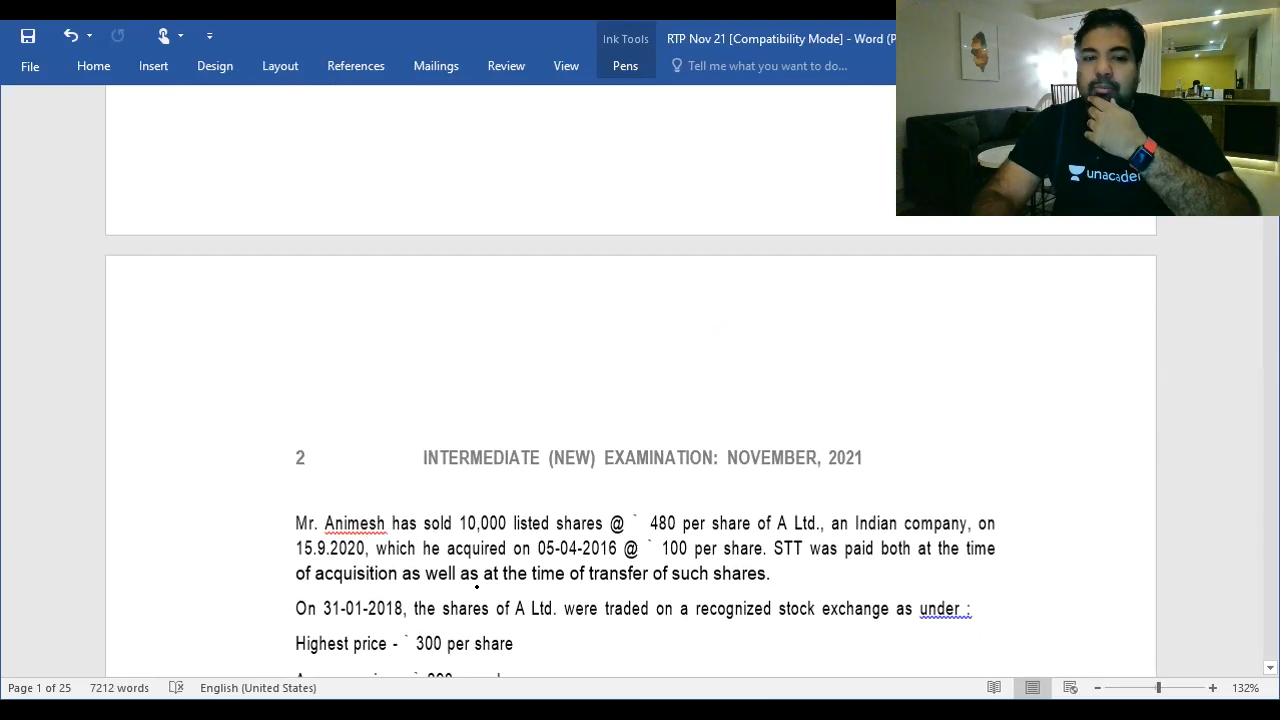 Ink Tools
RTP Nov 21 [Compatibility Mode] - Word (P
File
Home
Insert
Design
Layout
References
Mailings
Review
View
Pens
Tell me what you want to do...
unacade
2 INTERMEDIATE (NEW) EXAMINATION: NOVEMBER, 2021
Mr. Animesh has sold 10,000 listed shares @ ` 480 per share of A Ltd., an Indian company, on
15.9.2020, which he acquired on 05-04-2016 @ ` 100 per share. STT was paid both at the time
of acquisition as well as at the time of transfer of such shares.
On 31-01-2018, the shares of A Ltd. were traded on a recognized stock exchange as under :
Highest price - ` 300 per share
Page 1 of 25
7212 words
English (United States)
132%